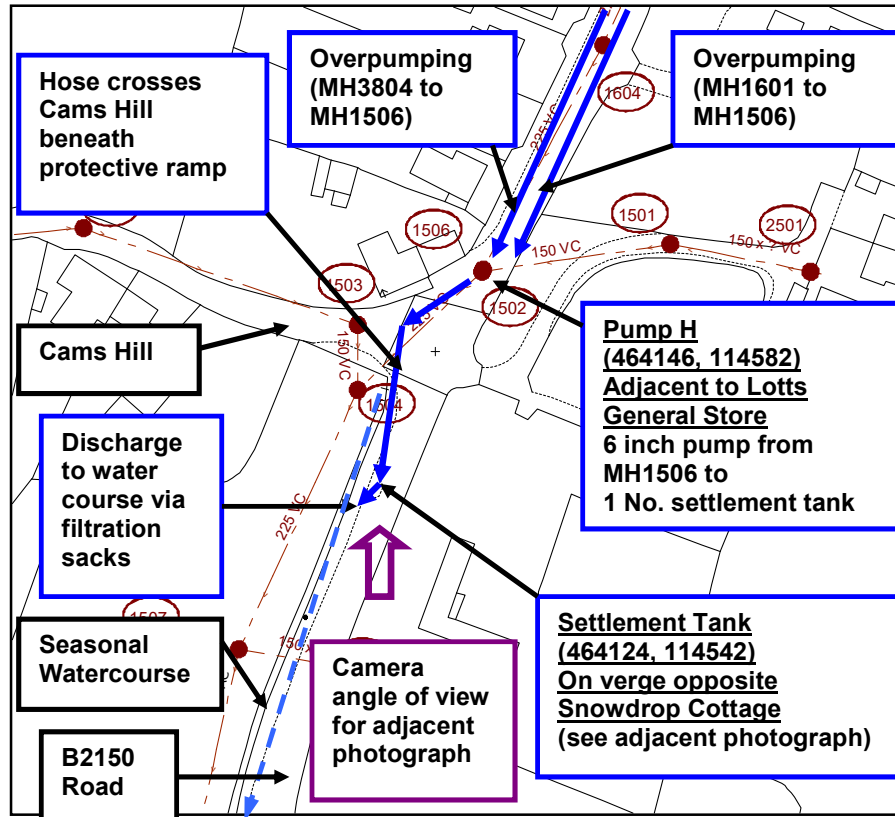 Hose crosses
Cams Hill
beneath
protective ramp
Overpumping
(MH3804 to
MH1506)
Overpumping
(MH1601 to
MH1506)
1604
225 VC
1501
2501
1506
150 VC
150 x ? VC
1503
1502
Cams Hill
150 VC
1504
Pump H
(464146, 114582)
Adjacent to Lotts
General Store
6 inch pump from
MH1506 to
1 No. settlement tank
Discharge
to water
course via
filtration
sacks
225 VC
1507
Seasonal
Watercourse
150
Camera
angle of view
for adjacent
photograph
Settlement Tank
(464124, 114542)
On verge opposite
Snowdrop Cottage
(see adjacent photograph)
B2150
Road